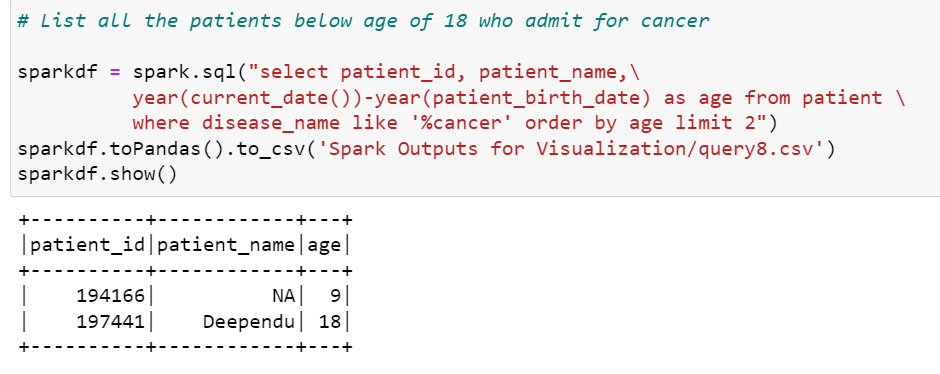 # List all the patients below age of 18 who admit for cancer
sparkdf = spark.sql("select patient_id, patient_name,\
year(current_date())-year(patient_birth_date) as age from patient \
where disease_name like '%cancer' order by age limit 2")
sparkdf.toPandas().to_csv('Spark Outputs for Visualization/query8.csv')
sparkdf.show()
+----------+------------+---+
|patient_id|patient_name|age|
+----------+------------+---+
|    194166|          NA|  9|
|    197441|    Deependu| 18|
+----------+------------+---+